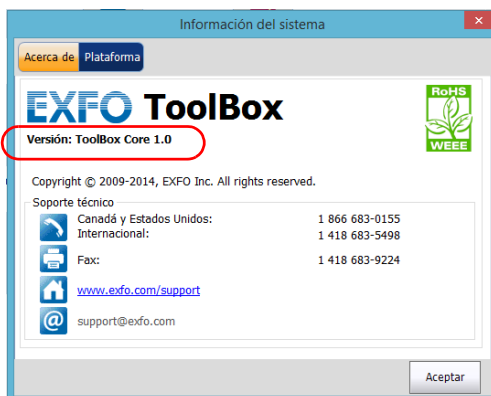 Información del sistema
Acerca de Plataforma
EXFO ToolBox
RoHS
WEEE
Versión: ToolBox Core 1.0
Copyright © 2009-2014, EXFO Inc. All rights reserved.
Soporte técnico
Canadá y Estados Unidos: 1 866 683-0155
Internacional: 1 418 683-5498
Fax: 1 418 683-9224
www.exfo.com/support
support@exfo.com
Aceptar